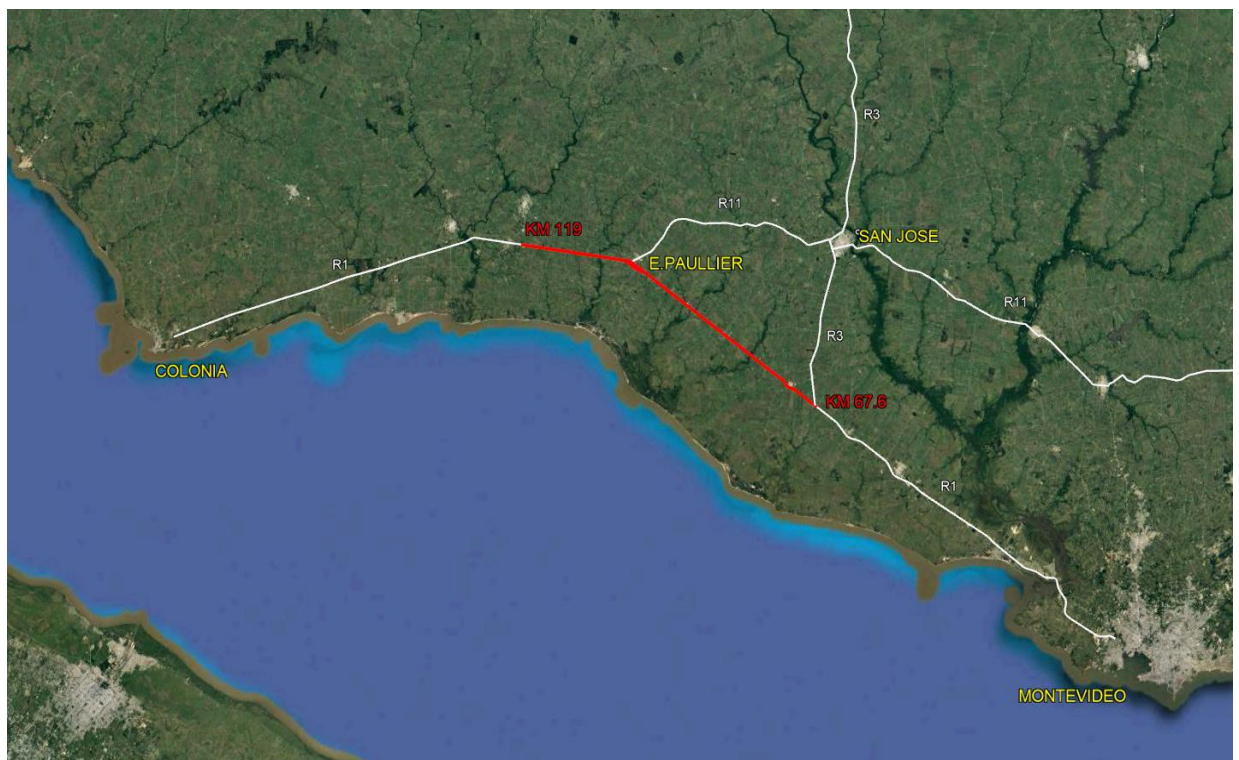 R3
R11
KM 119
SAN JOSE
E.PAULLIER
R1
R11
R3
COLONIA
KM 67.6
R1
MONTEVIDEO